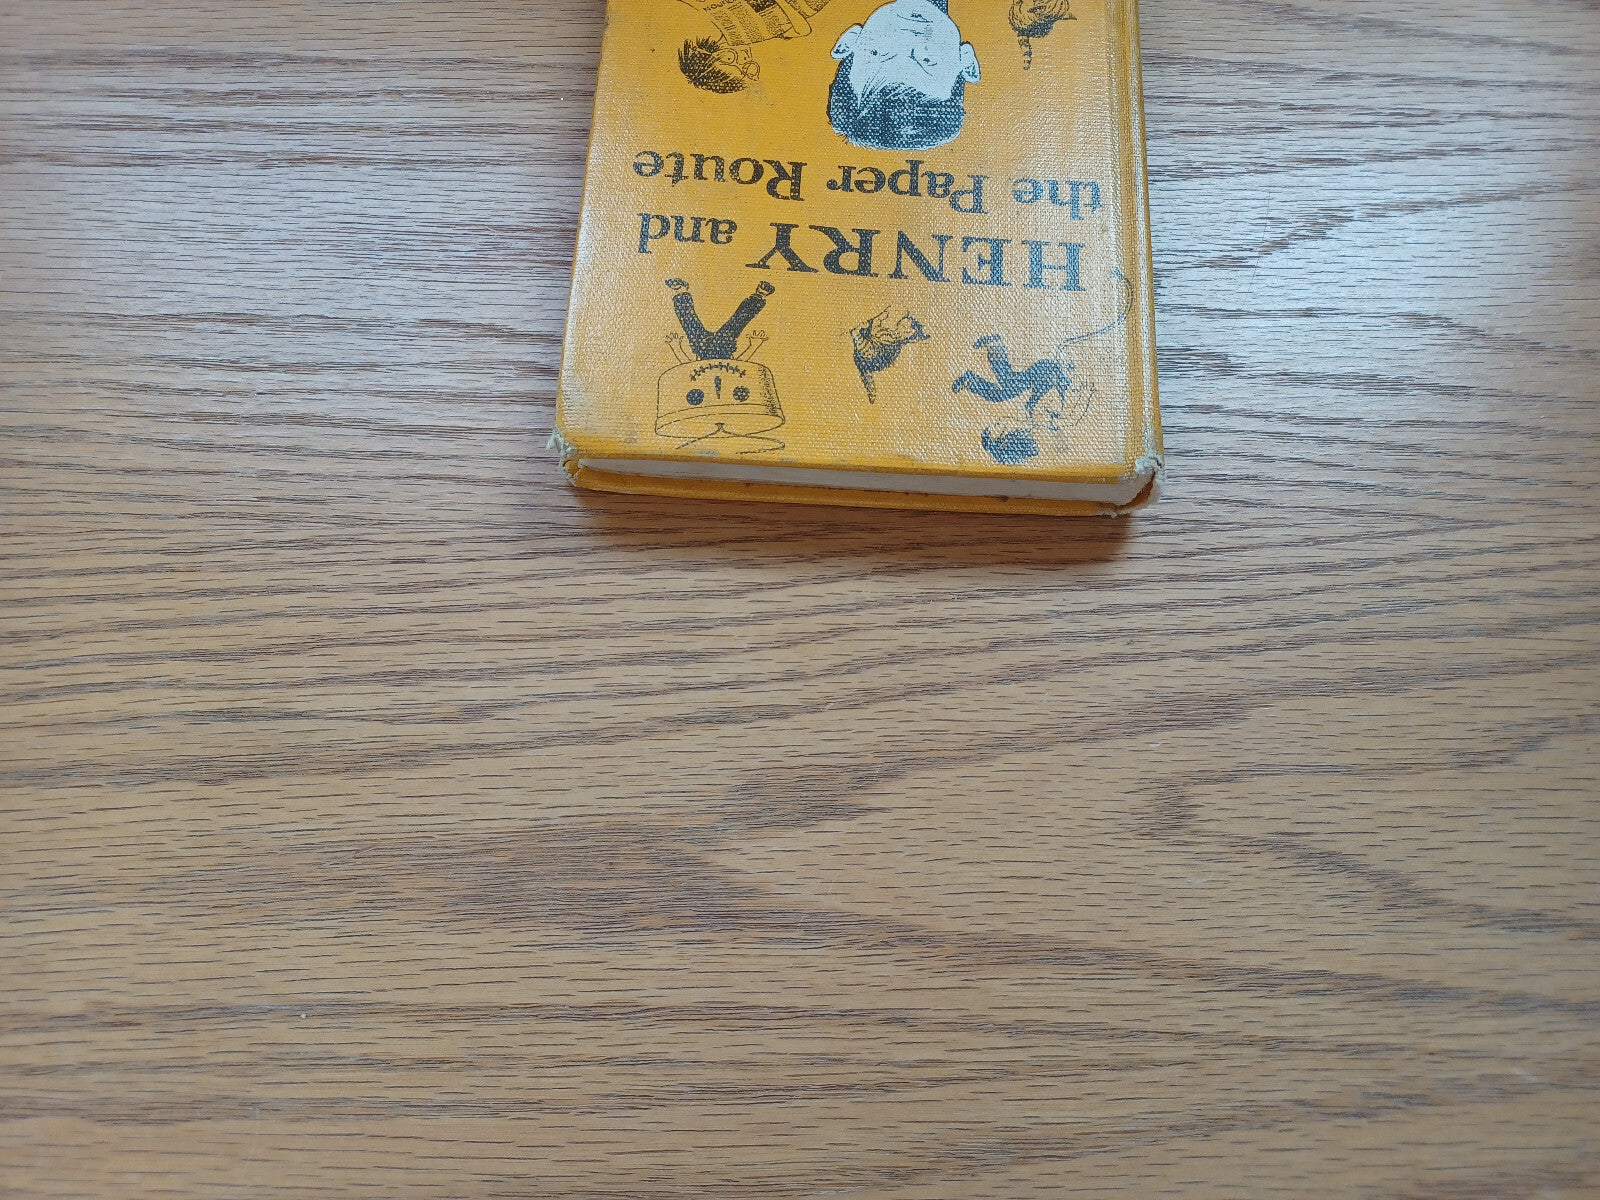 HENRY and
the Paper Route